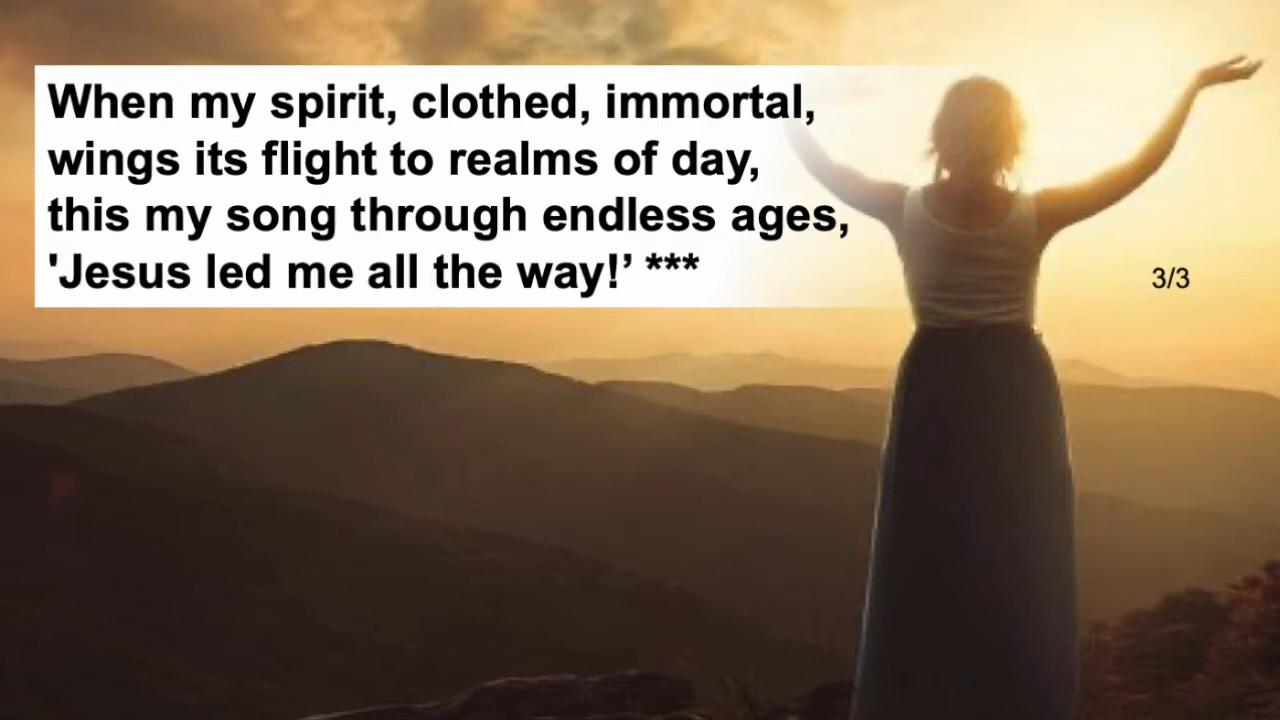 When my spirit, clothed, immortal,
wings its flight to realms of day,
this my song through endless ages,
'Jesus led me all the way!’ ***
3/3